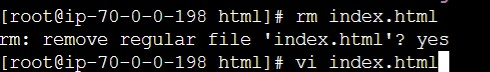 [root@ip-70-0-0-198 html]# rm index.html
rm: remove regular file 'index.html'? yes
[root@ip-70-0-0-198 html]# vi index.html